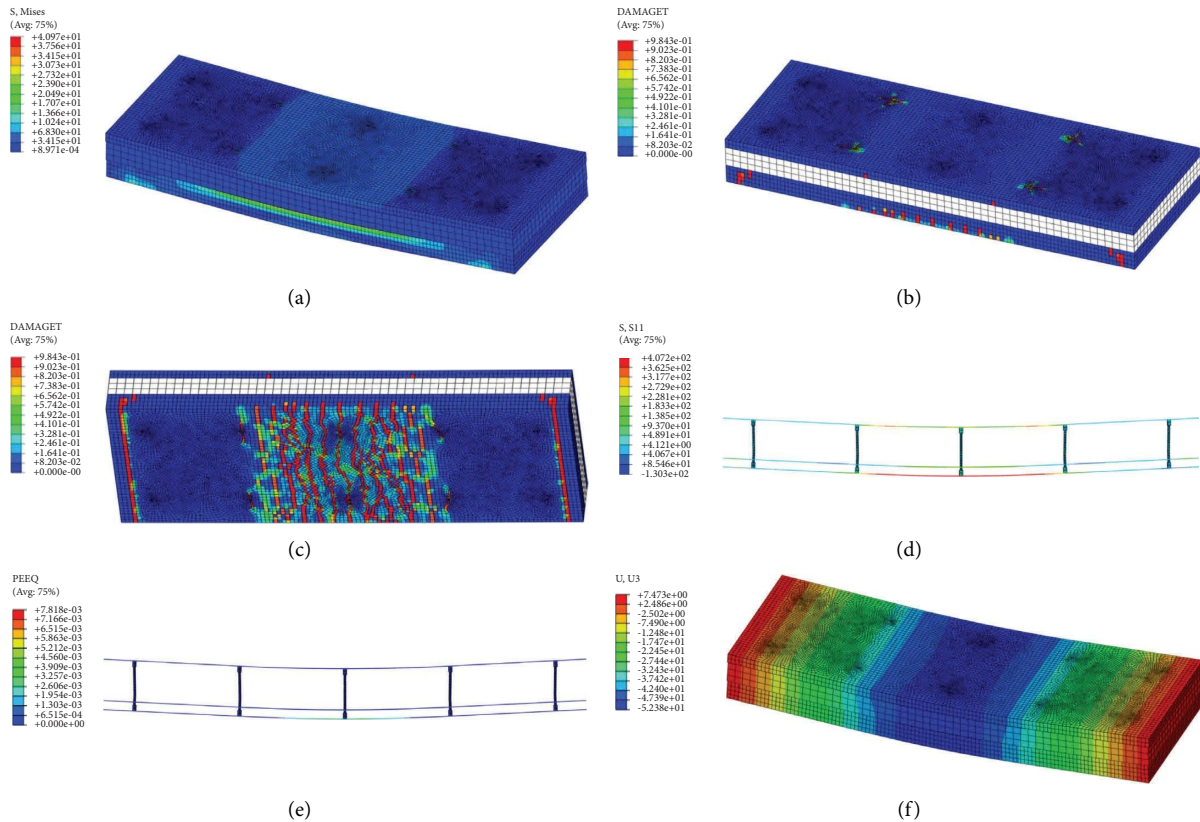 S, Mises
(Avg: 75%)
+4.097e+01
+3.756e+01
+3.415e+01
+3.073e+01
+2.732e+01
+2.390e+01
+2.049e+01
+1.707e+01
+1.366e+01
+1.024e+01
+6.830e+01
+3.415e+01
+8.971e-04
(a)
DAMAGET
(Avg: 75%)
+9.843e-01
+9.023e-01
+8.203e-01
+7.383e-01
+6.562e-01
+5.742e-01
+4.922e-01
+4.101e-01
+3.281e-01
+2.461e-01
+1.641e-01
+8.203e-02
+0.000e-00
(b)
DAMAGET
(Avg: 75%)
+9.843e-01
+9.023e-01
+8.203e-01
+7.383e-01
+6.562e-01
+5.742e-01
+4.922e-01
+4.101e-01
+3.281e-01
+2.461e-01
+1.641e-01
+8.203e-02
+0.000e-00
(c)
S, S11
(Avg: 75%)
+4.072e+02
+3.625e+02
+3.177e+02
+2.729e+02
+2.281e+02
+1.833e+02
+1.385e+02
+9.370e+01
+4.891e+01
+4.121e+00
+4.067e+01
+8.546e+01
-1.303e+02
(d)
PEEQ
(Avg: 75%)
+7.818e-03
+7.166e-03
+6.515e-03
+5.863e-03
+5.212e-03
+4.560e-03
+3.909e-03
+3.257e-03
+2.606e-03
+1.954e-03
+1.303e-03
+6.515e-04
+0.000e+00
(e)
U, U3
+7.473e+00
+2.486e+00
-2.502e+00
-7.490e+00
-1.248e+01
-1.747e+01
-2.245e+01
-2.744e+01
-3.243e+01
-3.742e+01
-4.240e+01
-4.739e+01
-5.238e+01
(f)